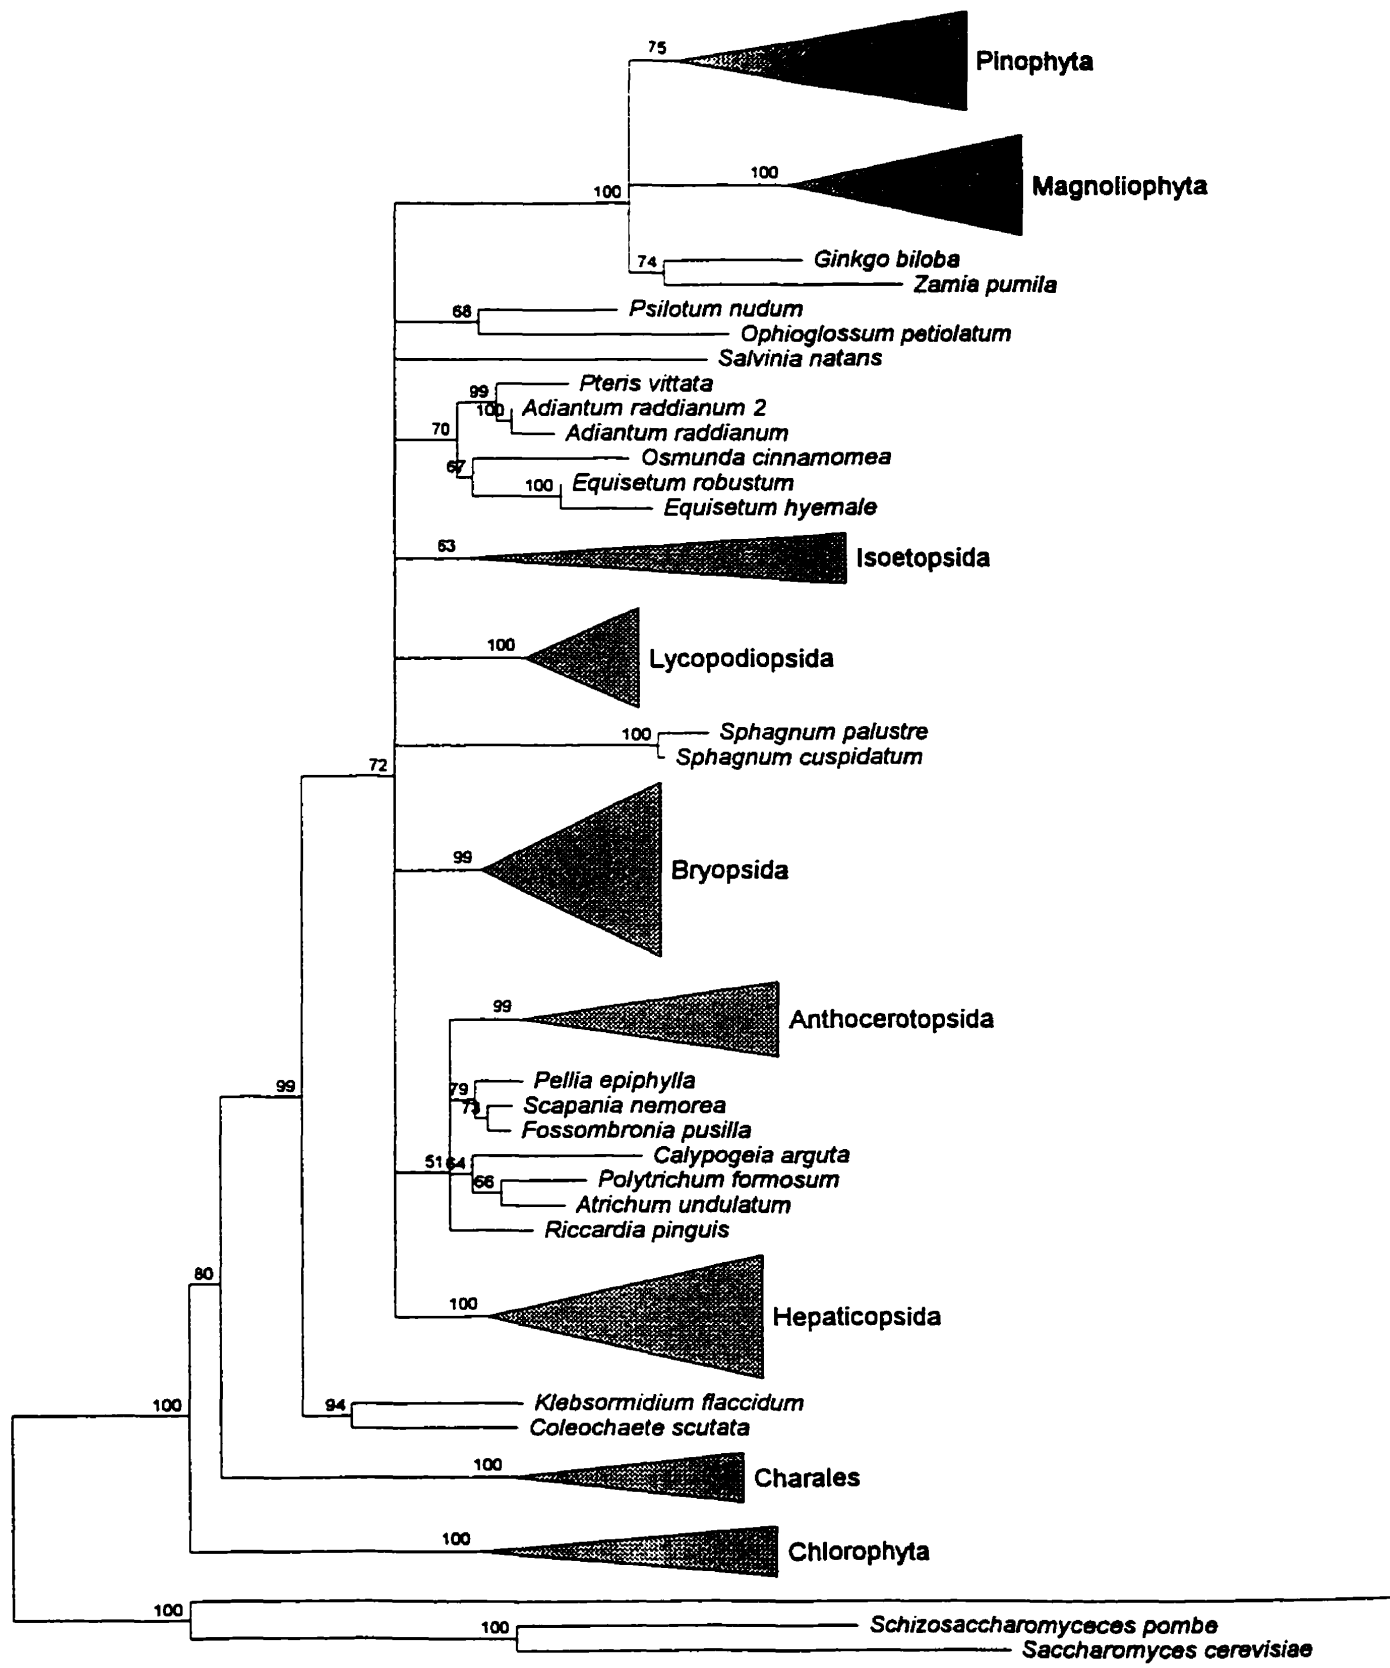 75
Pinophyta
100
Magnoliophyta
100
Ginkgo biloba
74
Zamia pumila
68
Psilotum nudum
Ophioglossum petiolatum
Salvinia natans
Pteris vittata
99
100
Adiantum raddianum 2
70
Adiantum raddianum
Osmunda cinnamomea
67
Equisetum robustum
100
Equisetum hyemale
63
Isoetopsida
100
Lycopodiopsida
Sphagnum palustre
100
Sphagnum cuspidatum
72
99
Bryopsida
99
Anthocerotopsida
Pellia epiphylla
79
Scapania nemorea
Fossombronia pusilla
Calypogeia arguta
51
64
Polytrichum formosum
66
Atrichum undulatum
Riccardia pinguis
99
80
100
Hepaticopsida
Klebsormidium flaccidum
94
100
Coleochaete scutata
100
Charales
100
Chlorophyta
100
Schizosaccharomyceces pombe
100
Saccharomyces cerevisiae